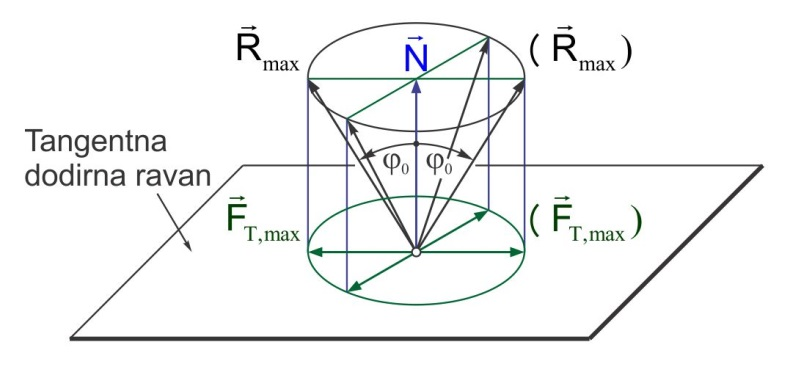 R⃗max
N⃗
(R⃗max)
Tangentna
dodirna ravan
φ0
φ0
F⃗T,max
(F⃗T,max)